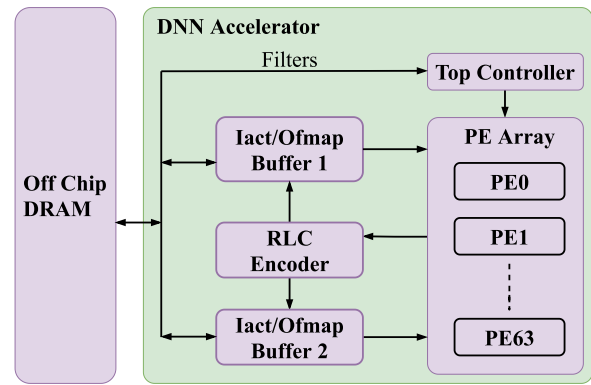 DNN Accelerator
Filters
Top Controller
Off Chip
DRAM
Iact/Ofmap
Buffer 1
RLC
Encoder
Iact/Ofmap
Buffer 2
PE Array
PE0
PE1
PE63